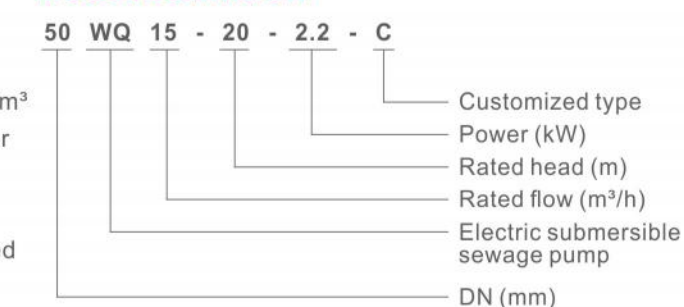 50 WQ 15 - 20 - 2.2 - C
m³
Customized type
r
Power (kW)
Rated head (m)
Rated flow (m³/h)
Electric submersible
sewage pump
d
DN (mm)